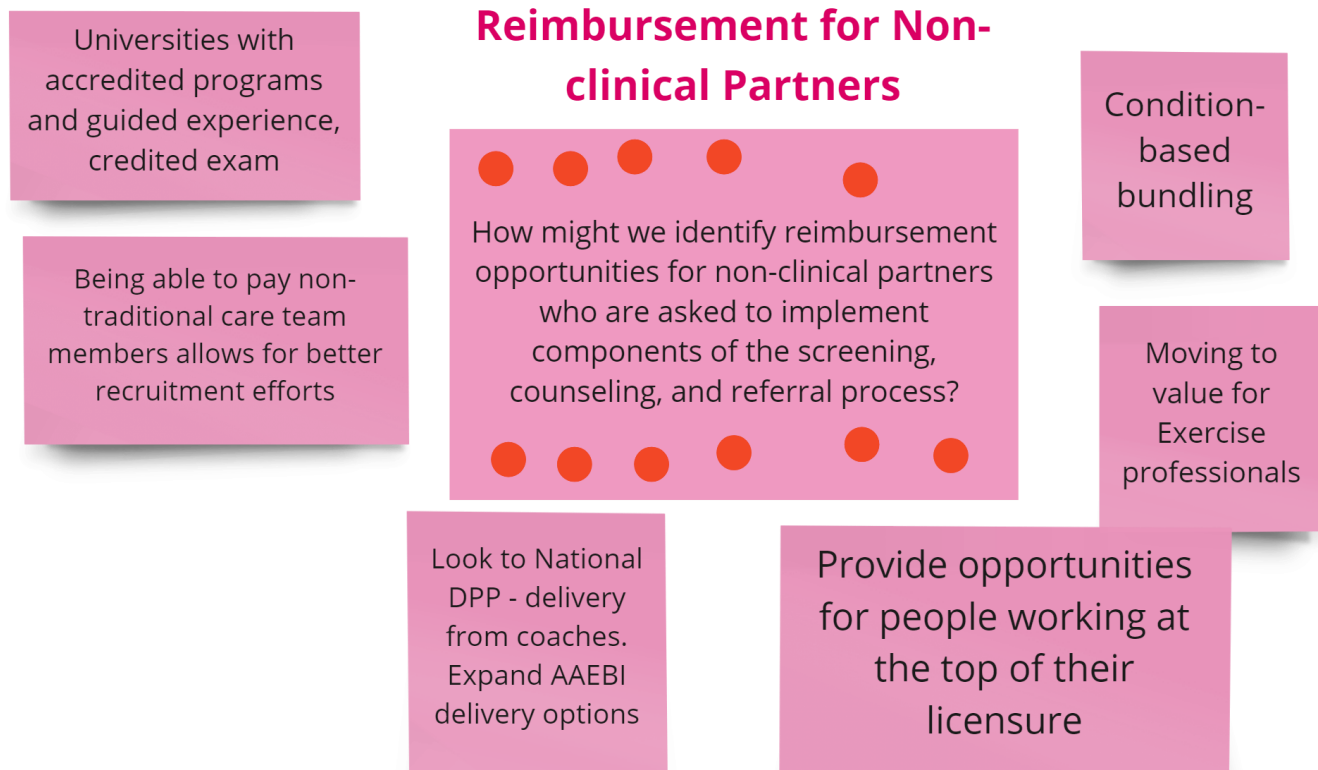 Reimbursement for Non-
clinical Partners
Universities with
accredited programs
and guided experience,
credited exam
Being able to pay non-
traditional care team
members allows for better
recruitment efforts
How might we identify reimbursement
opportunities for non-clinical partners
who are asked to implement
components of the screening,
counseling, and referral process?
Condition-
based
bundling
Moving to
value for
Exercise
professionals
Look to National
DPP - delivery
from coaches.
Expand AAEBI
delivery options
Provide opportunities
for people working at
the top of their
licensure